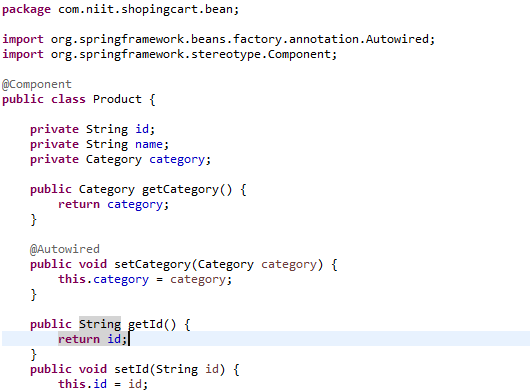 package com.niit.shopingcart.bean;
import org.springframework.beans.factory.annotation.Autowired;
import org.springframework.stereotype.Component;
@Component
public class Product {
private String id;
private String name;
private Category category;
public Category getCategory() {
return category;
}
@Autowired
public void setCategory(Category category) {
this.category = category;
}
public String getId() {
return id;
}
public void setId(String id) {
this.id = id;